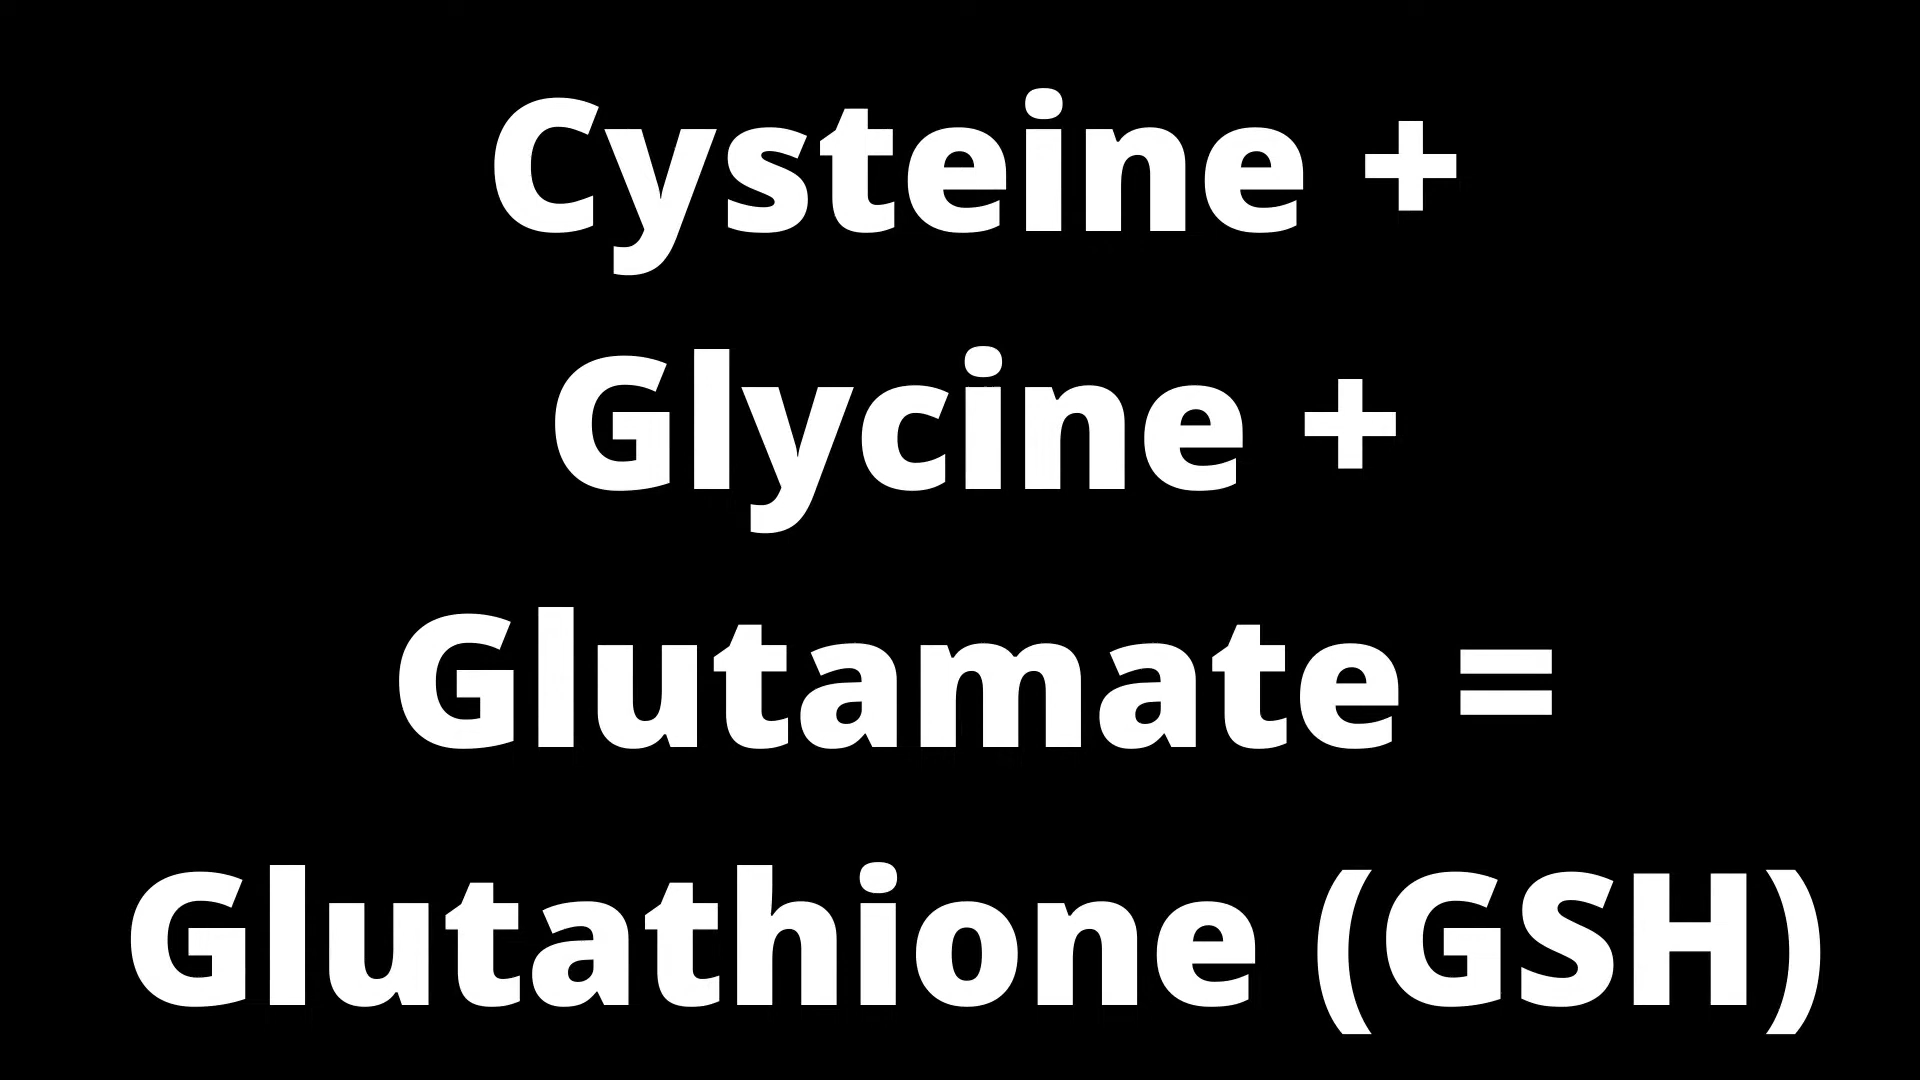 Cysteine +
Glycine +
Glutamate =
Glutathione (GSH)